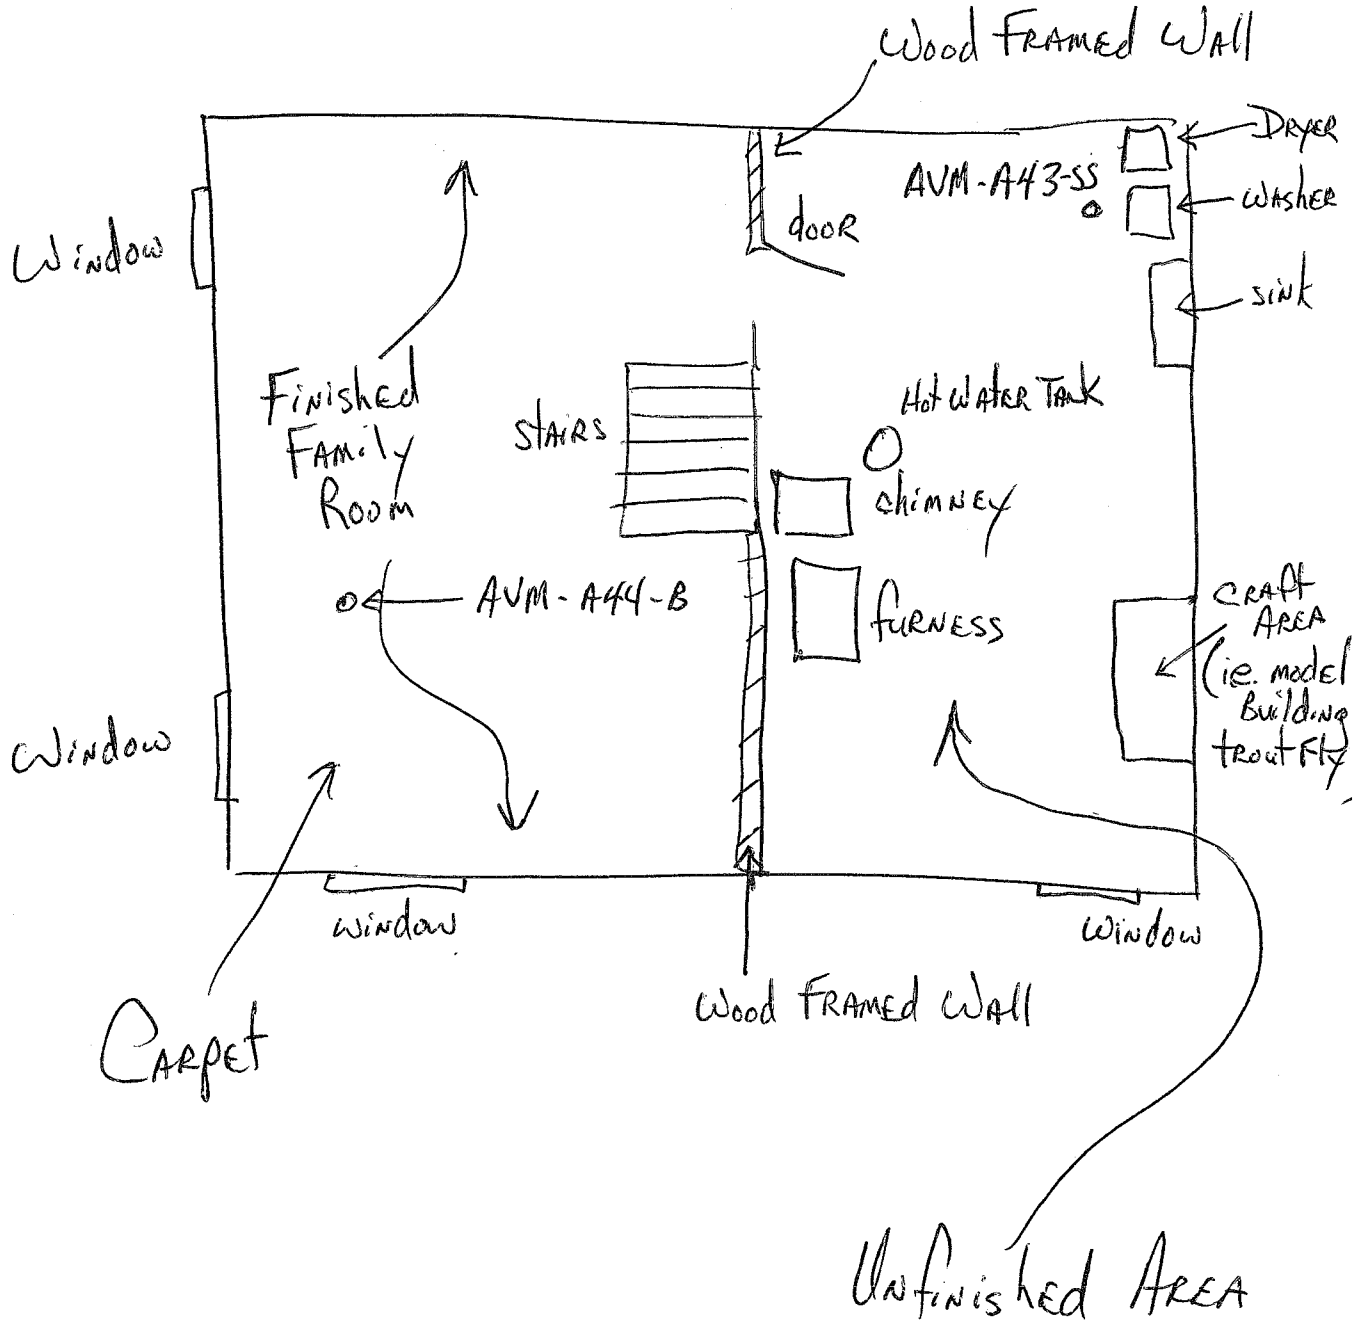 Wood FRAMEd WAll
DRyER
AVM-A43-SS
WAsHER
dOOR
Window
sink
Hot WAtER TANK
FiNisHEd
FAMily
ROOM
stAiRs
chimNEy
AVM-A44-B
fuRNESS
CRAft
AREA
(ie. model
Building
tRout Fly
WiNdow
WiNdow
WiNdow
Wood FRAMEd WAll
CARpEt
UNfiNishEd AREA